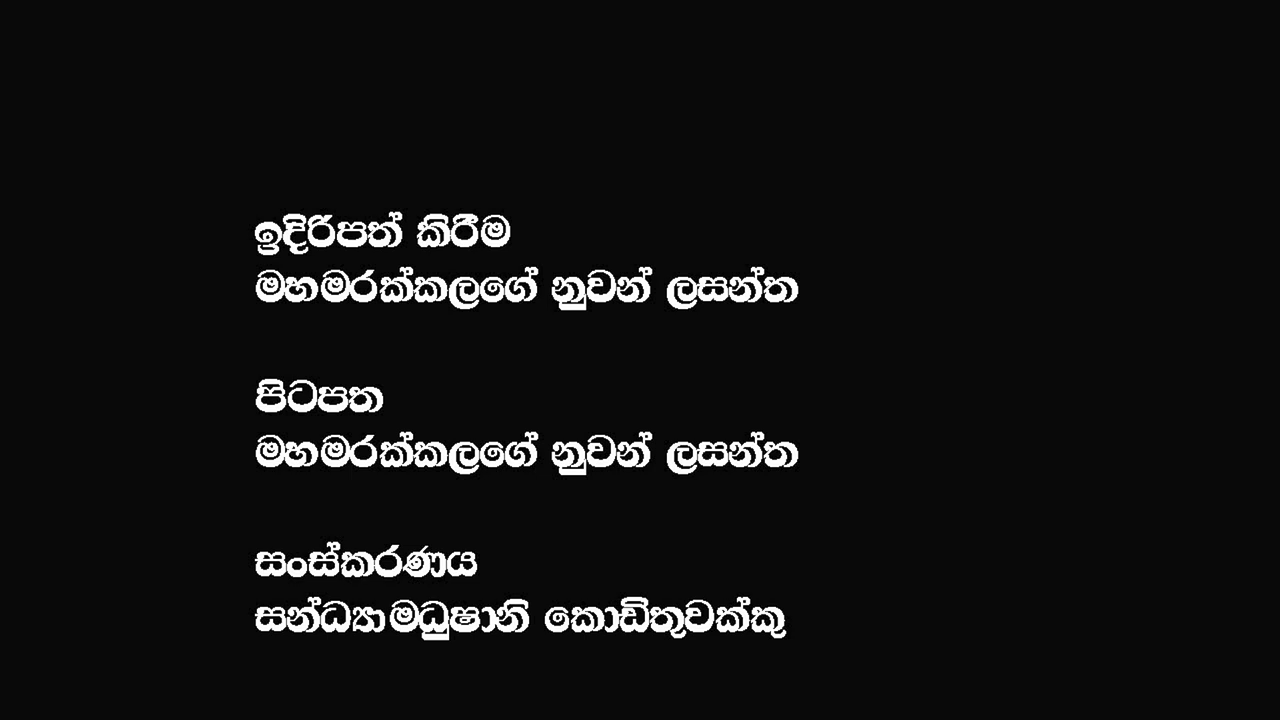 ඉදිරිපත් කිරීම
මහමරක්කලගේ නුවන් ලසන්ත
පිටපත
මහමරක්කලගේ නුවන් ලසන්ත
සංස්කරණය
සන්ධ්‍යාමධුෂානි කොඩිතුවක්කු